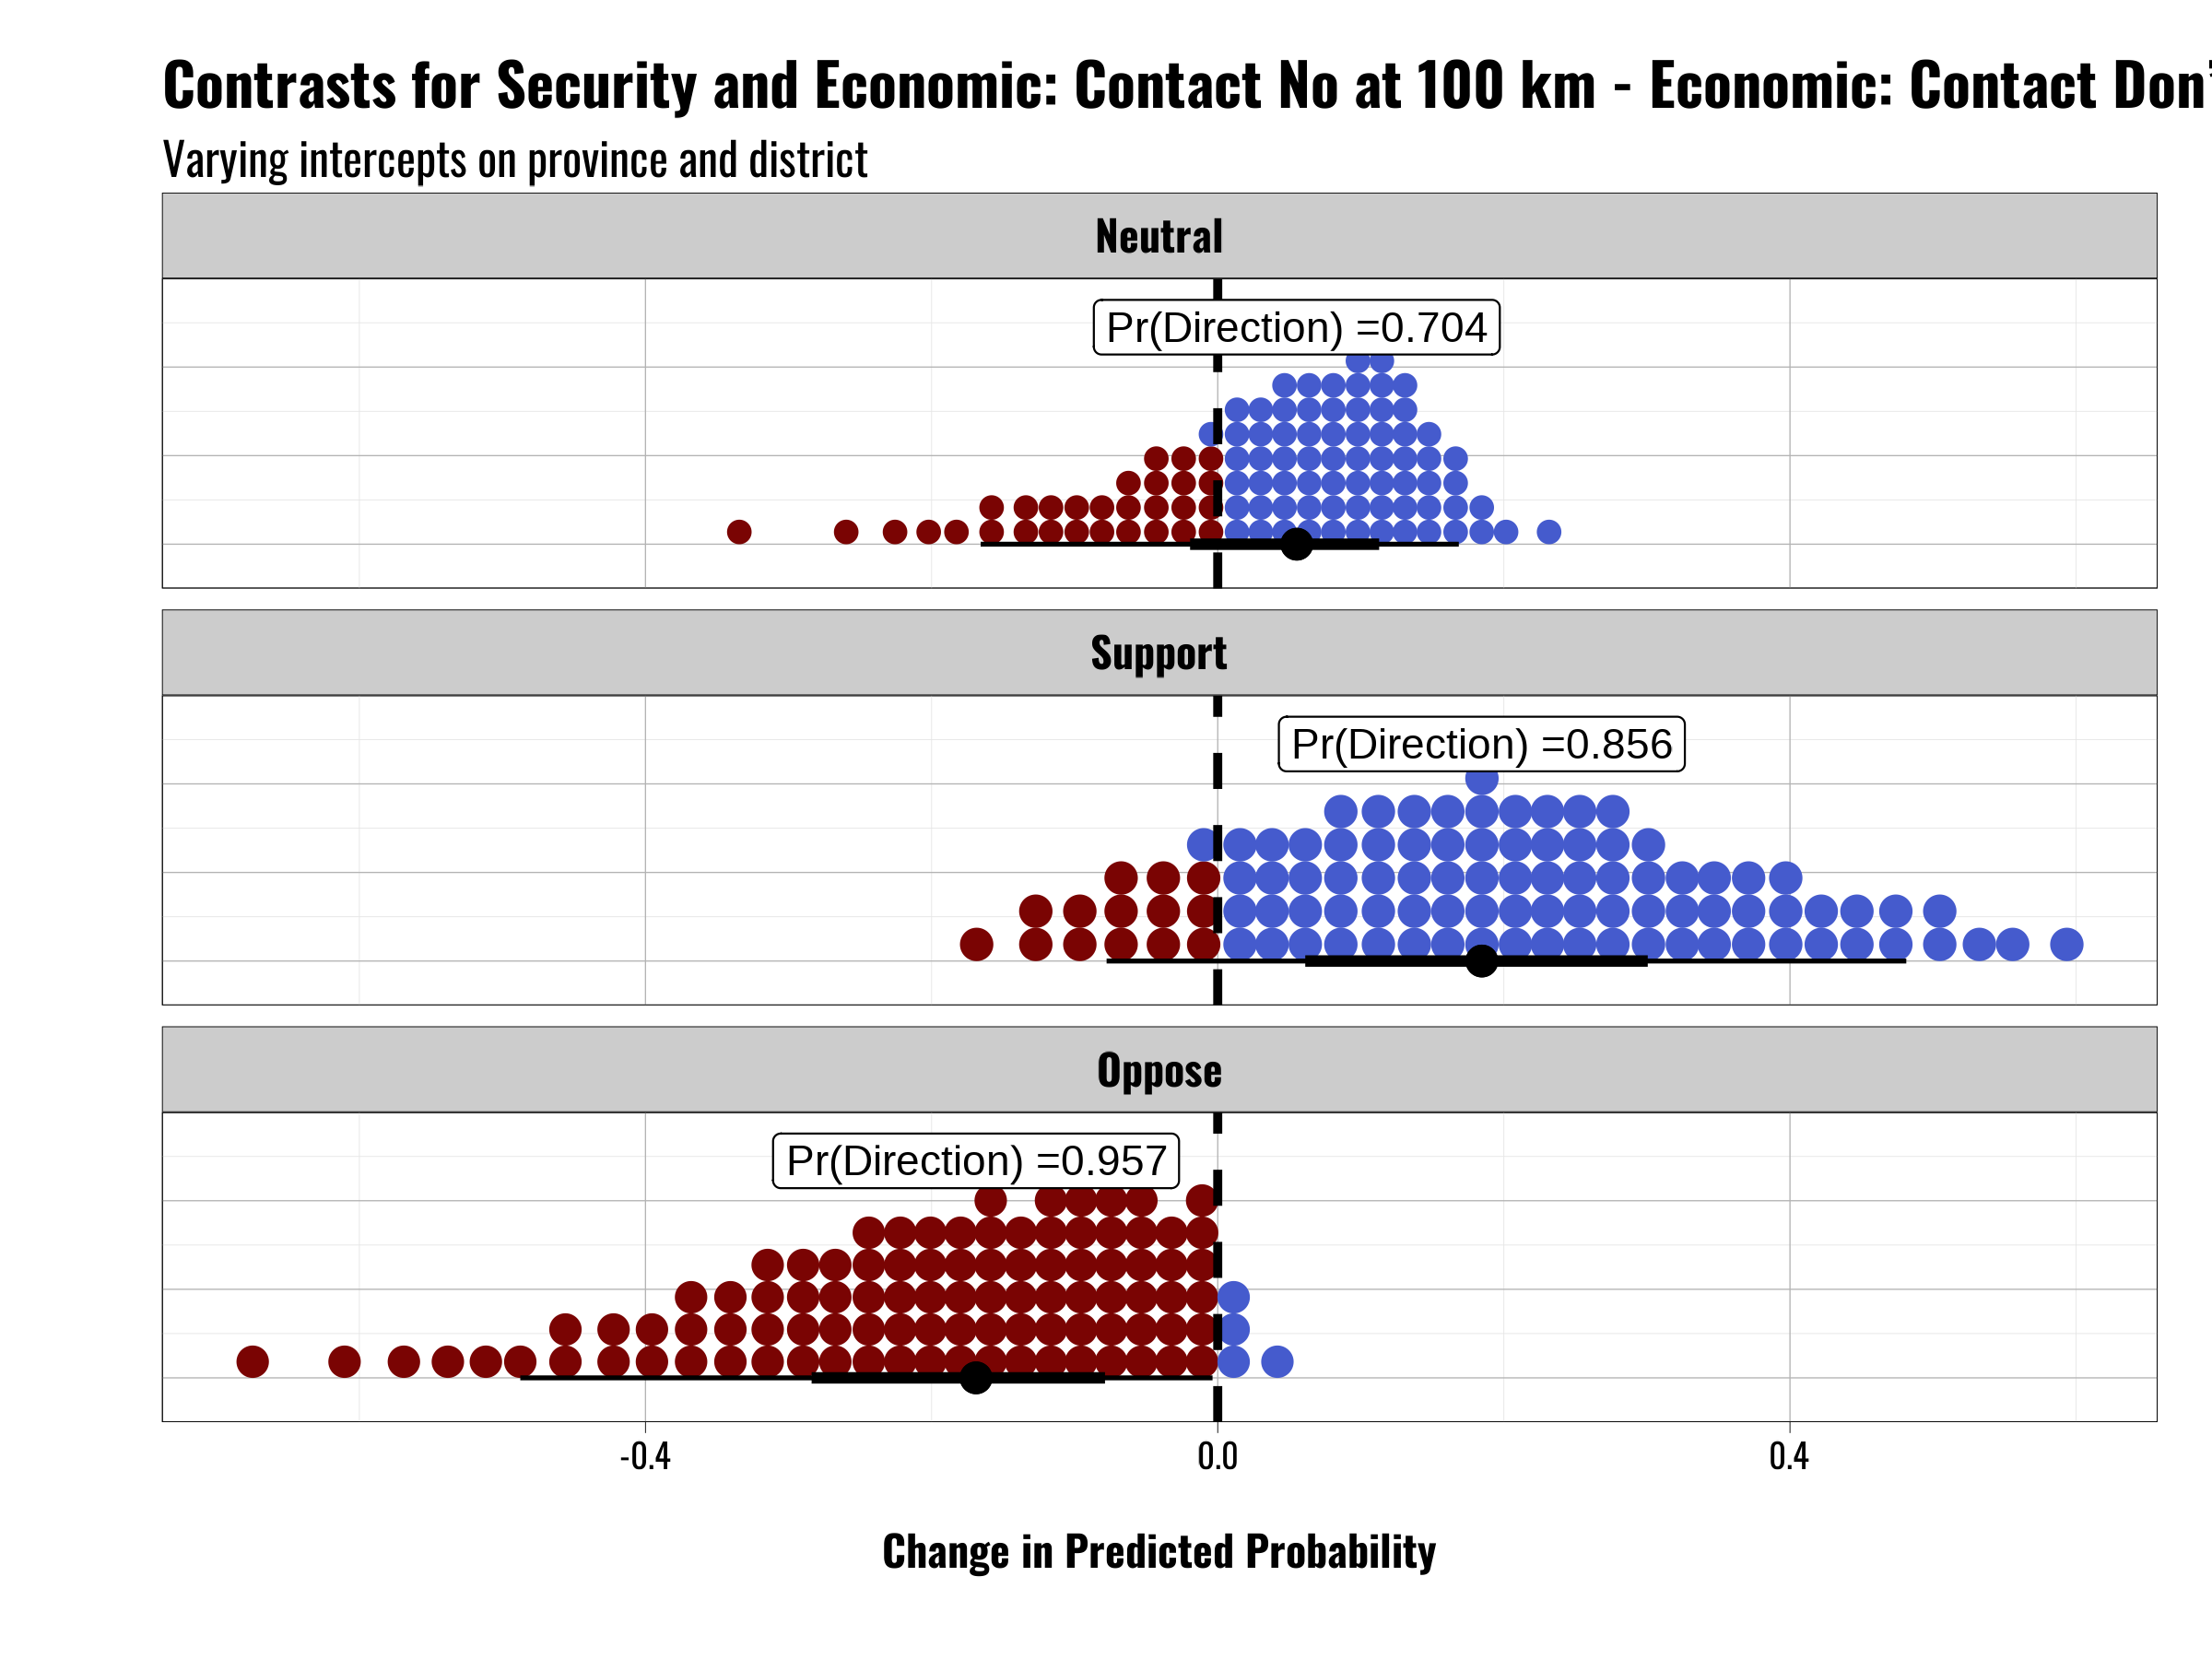 Contrasts for Security and Economic: Contact No at 100 km - Economic: Contact Don'
Varying intercepts on province and district
Neutral
Pr(Direction) =0.704
Support
Pr(Direction) =0.856
Oppose
Pr(Direction) =0.957
-0.4 0.0 0.4
Change in Predicted Probability